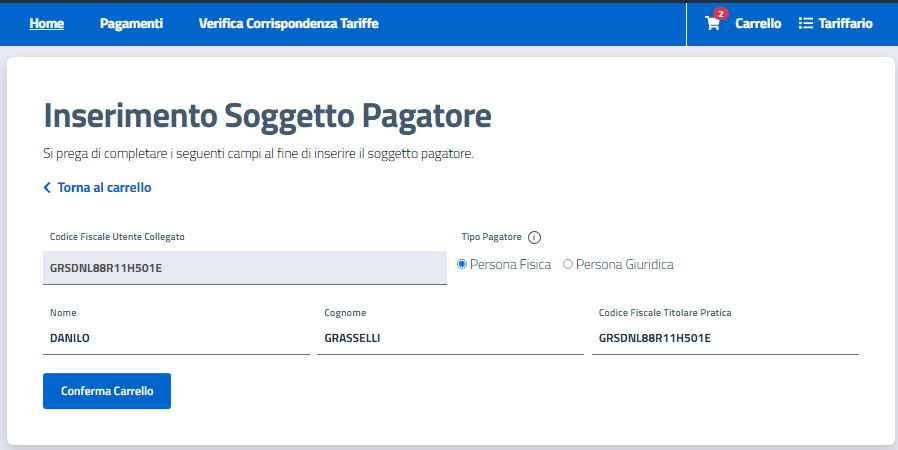 Home Pagamenti Verifica Corrispondenza Tariffe 2 Carrello Tariffario
Inserimento Soggetto Pagatore
Si prega di completare i seguenti campi al fine di inserire il soggetto pagatore.
Torna al carrello
Codice Fiscale Utente Collegato Tipo Pagatore i
GRSDNL88R11H501E Persona Fisica Persona Giuridica
Nome Cognome Codice Fiscale Titolare Pratica
DANILO GRASSELLI GRSDNL88R11H501E
Conferma Carrello